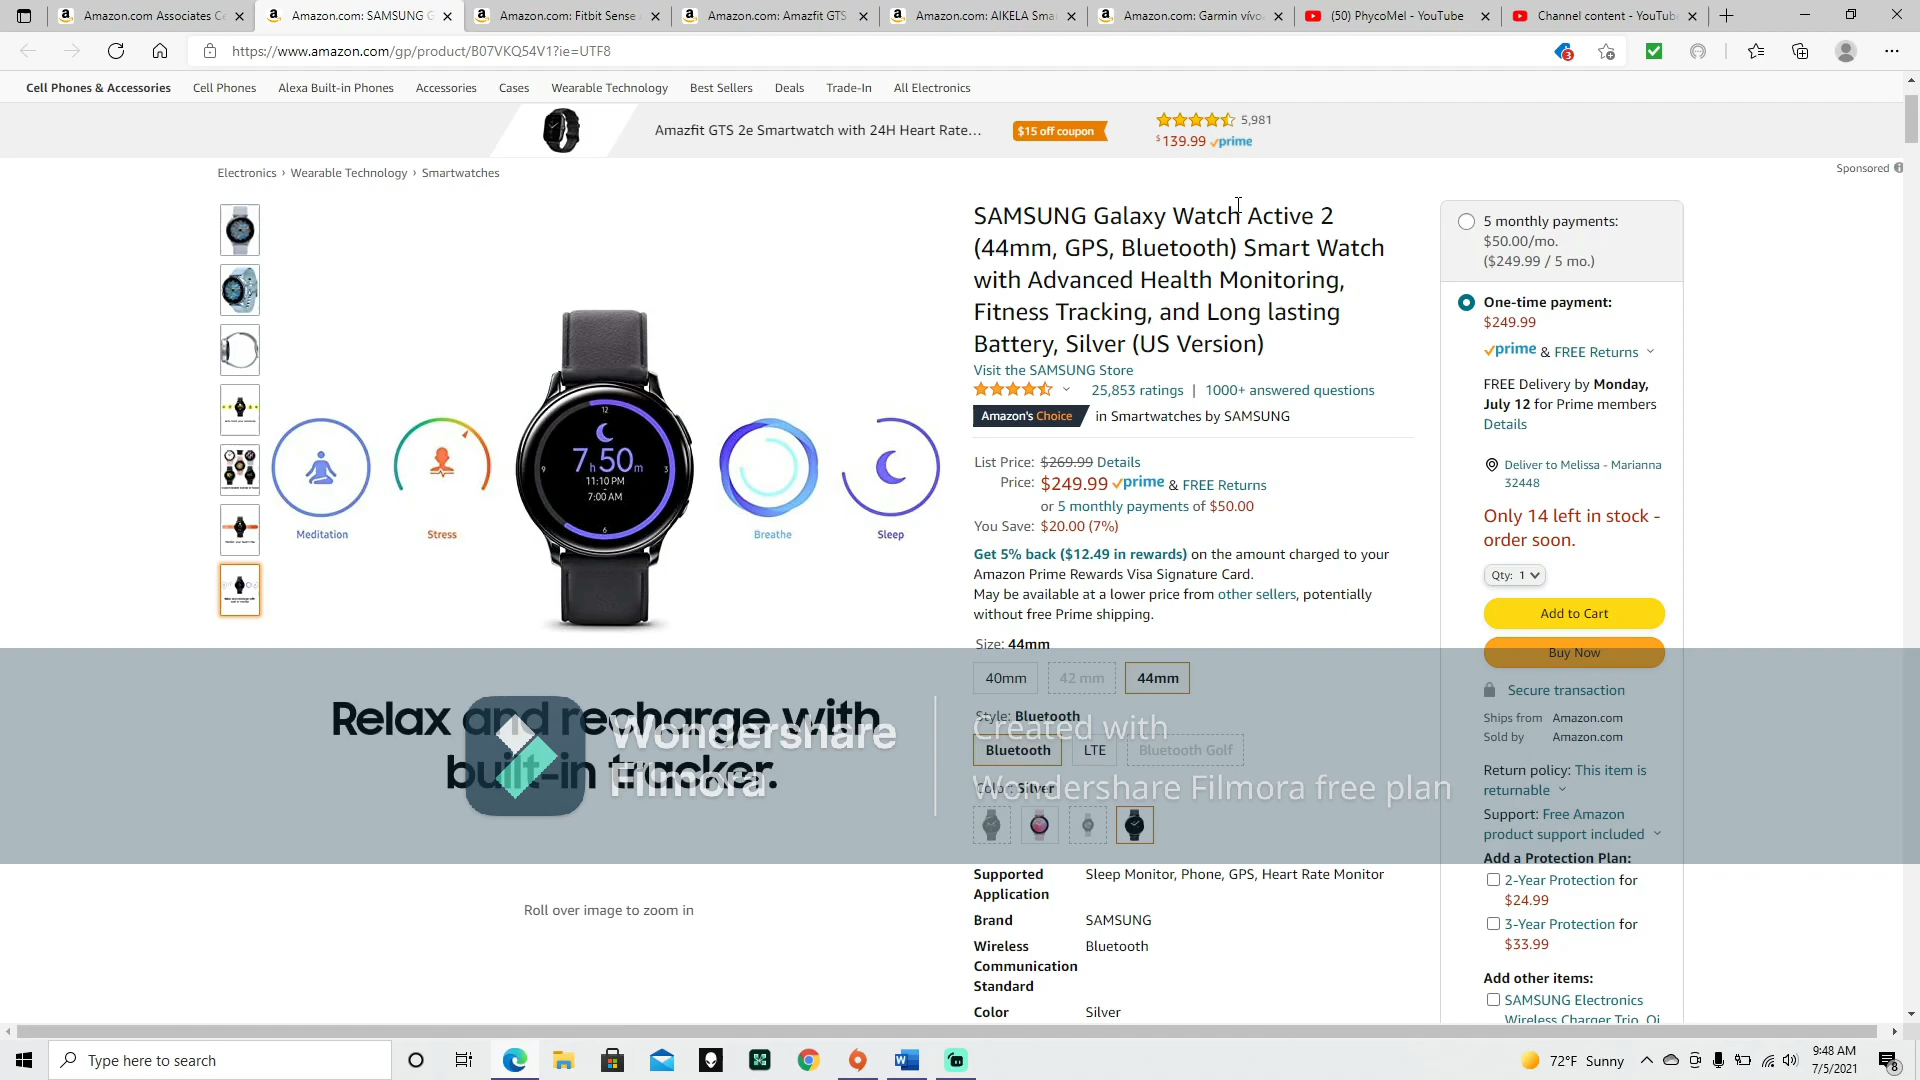 Amazon.com Associates Ce
Amazon.com: SAMSUNG G
Amazon.com: Fitbit Sense
Amazon.com: Amazfit GTS
Amazon.com: AIKELA Sma
Amazon.com: Garmin vívo
(50) PhycoMel - YouTube
Channel content - YouTub
https://www.amazon.com/gp/product/B07VKQ54V1?ie=UTF8
3
Cell Phones & Accessories
Cell Phones
Alexa Built-in Phones
Accessories
Cases
Wearable Technology
Best Sellers
Deals
Trade-In
All Electronics
Amazfit GTS 2e Smartwatch with 24H Heart Rate…
$15 off coupon
5,981
$139.99 prime
Sponsored
Electronics › Wearable Technology › Smartwatches
SAMSUNG Galaxy Watch Active 2
(44mm, GPS, Bluetooth) Smart Watch
with Advanced Health Monitoring,
Fitness Tracking, and Long lasting
Battery, Silver (US Version)
Visit the SAMSUNG Store
25,853 ratings | 1000+ answered questions
Amazon's Choice in Smartwatches by SAMSUNG
List Price: $269.99 Details
Price: $249.99 prime & FREE Returns
or 5 monthly payments of $50.00
You Save: $20.00 (7%)
Get 5% back ($12.49 in rewards) on the amount charged to your
Amazon Prime Rewards Visa Signature Card.
May be available at a lower price from other sellers, potentially
without free Prime shipping.
Size: 44mm
40mm
42 mm
44mm
Style: Bluetooth
Bluetooth
LTE
Bluetooth Golf
Color: Silver
Supported
Application
Sleep Monitor, Phone, GPS, Heart Rate Monitor
Brand
SAMSUNG
Wireless
Communication
Standard
Bluetooth
Color
Silver
12
3
6
9
7h 50m
11:10 PM
-
7:00 AM
Meditation
Stress
Breathe
Sleep
Relax and recharge with
built-in tracker.
Wondershare
Filmora
Created with
Wondershare Filmora free plan
Roll over image to zoom in
5 monthly payments:
$50.00/mo.
($249.99 / 5 mo.)
One-time payment:
$249.99
prime & FREE Returns
FREE Delivery by Monday,
July 12 for Prime members
Details
Deliver to Melissa - Marianna
32448
Only 14 left in stock -
order soon.
Qty: 1
Add to Cart
Buy Now
Secure transaction
Ships from Amazon.com
Sold by Amazon.com
Return policy: This item is
returnable
Support: Free Amazon
product support included
Add a Protection Plan:
2-Year Protection for
$24.99
3-Year Protection for
$33.99
Add other items:
SAMSUNG Electronics
Wireless Charger Trio, Qi
Type here to search
72°F Sunny
9:48 AM
7/5/2021
8